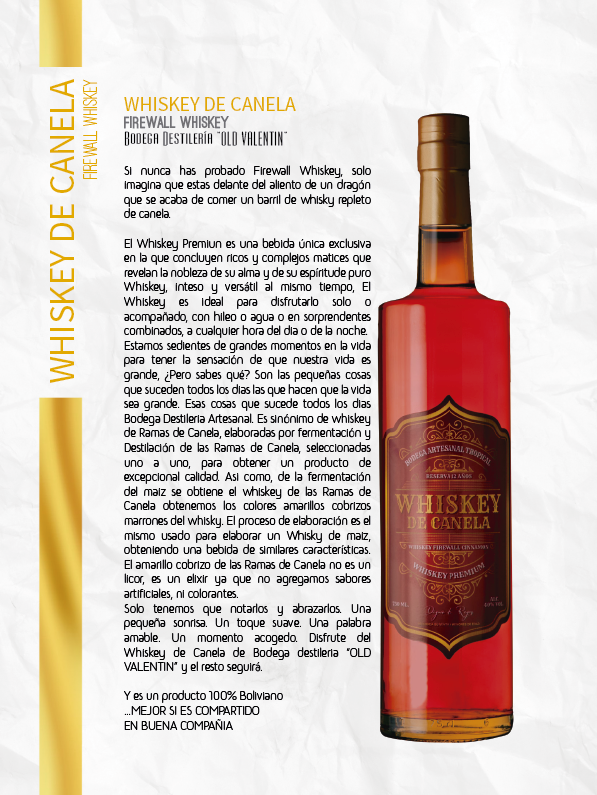 WHISKEY DE CANELA
FIREWALL WHISKEY
WHISKEY DE CANELA
FIREWALL WHISKEY
BODEGA DESTILERÍA "OLD VALENTIN"
Si nunca has probado Firewall Whiskey, solo
imagina que estas delante del aliento de un dragón
que se acaba de comer un barril de whisky repleto
de canela.
El Whiskey Premiun es una bebida única exclusiva
en la que concluyen ricos y complejos matices que
revelan la nobleza de su alma y de su espíritude puro
Whiskey, inteso y versátil al mismo tiempo, El
Whiskey es ideal para disfrutarlo solo o
acompañado, con hileo o agua o en sorprendentes
combinados, a cualquier hora del dia o de la noche.
Estamos sedientes de grandes momentos en la vida
para tener la sensación de que nuestra vida es
grande, ¿Pero sabes qué? Son las pequeñas cosas
que suceden todos los dias las que hacen que la vida
sea grande. Esas cosas que sucede todos los dias
Bodega Destileria Artesanal. Es sinónimo de whiskey
de Ramas de Canela, elaboradas por fermentación y
Destilación de las Ramas de Canela, seleccionadas
uno a uno, para obtener un producto de
excepcional calidad. Asi como, de la fermentación
del maiz se obtiene el whiskey de las Ramas de
Canela obtenemos los colores amarillos cobrizos
marrones del whisky. El proceso de elaboración es el
mismo usado para elaborar un Whisky de maiz,
obteniendo una bebida de similares características.
El amarillo cobrizo de las Ramas de Canela no es un
licor, es un elixir ya que no agregamos sabores
artificiales, ni colorantes.
Solo tenemos que notarlos y abrazarlos. Una
pequeña sonrisa. Un toque suave. Una palabra
amable. Un momento acogedo. Disfrute del
Whiskey de Canela de Bodega destileria "OLD
VALENTIN" y el resto seguirá.
Y es un producto 100% Boliviano
...MEJOR SI ES COMPARTIDO
EN BUENA COMPAÑIA
BODEGA ARTESANAL TROPICAL
RESERVA 12 AÑOS
WHISKEY
DE CANELA
WHISKEY FIREWALL CINNAMON
WHISKEY PREMIUM
750 ML.
ALC.
40% VOL.